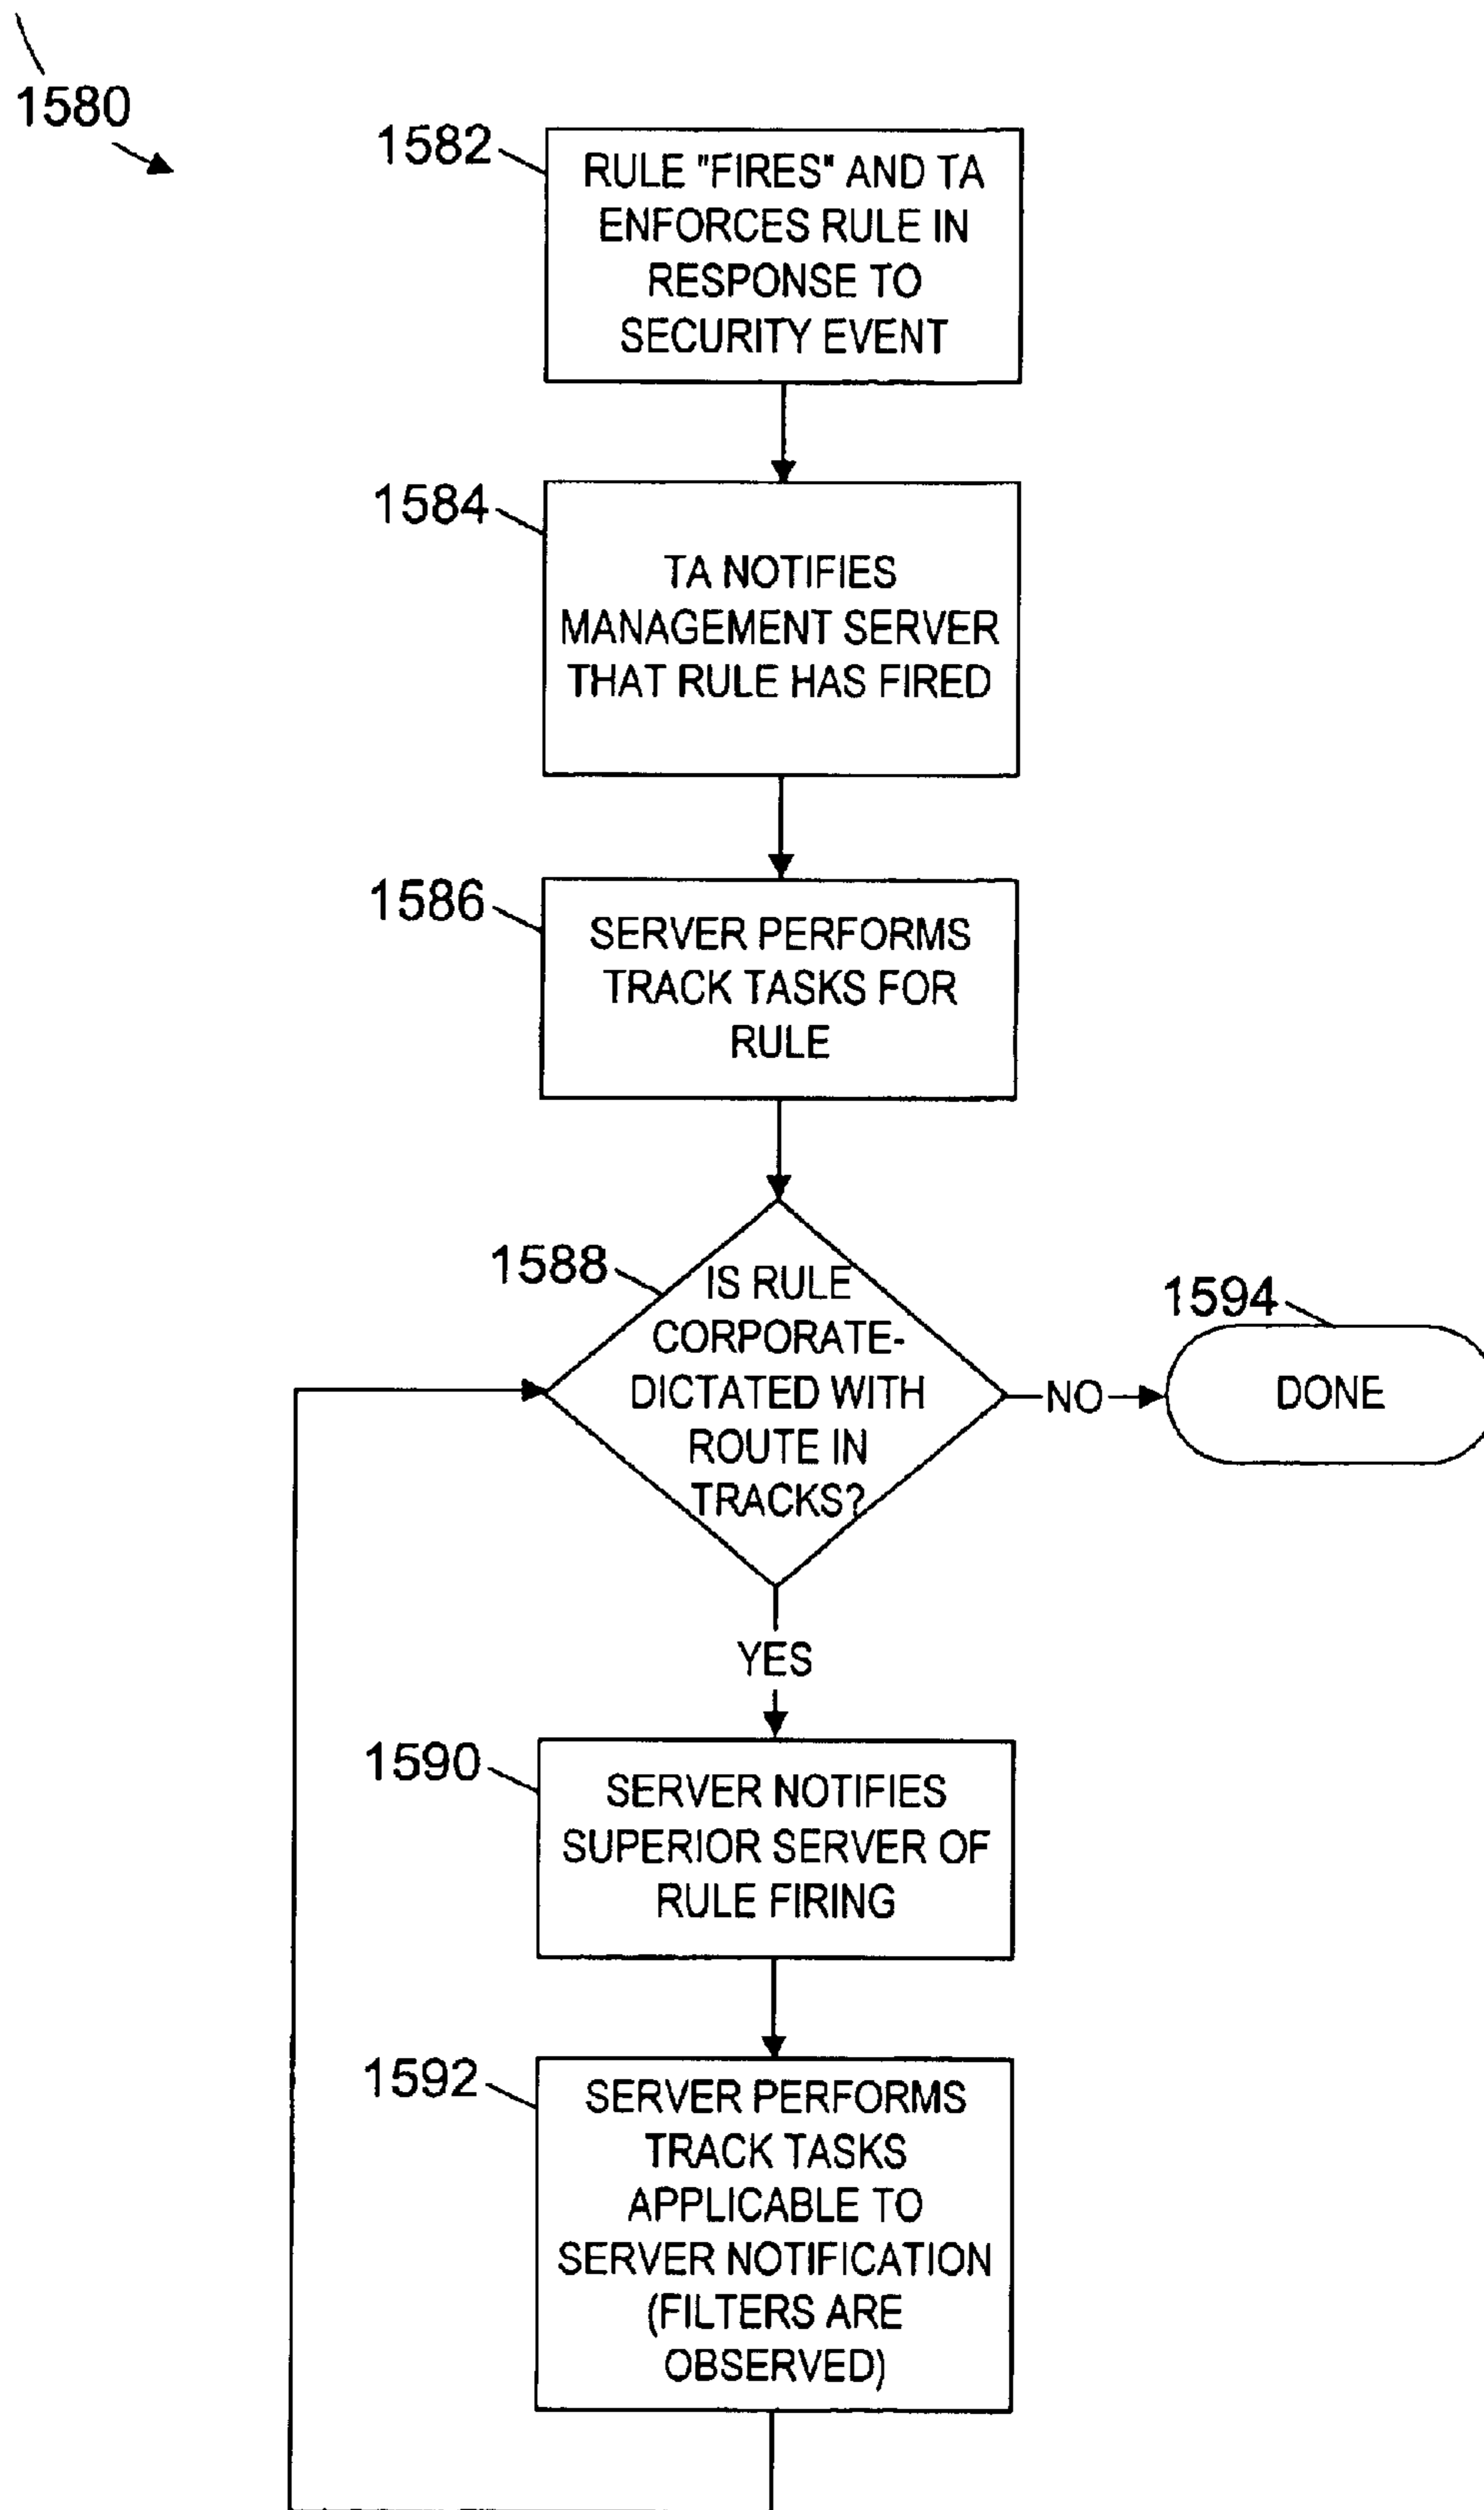 1580
1582
RULE "FIRES" AND TA
ENFORCES RULE IN
RESPONSE TO
SECURITY EVENT
1584
TA NOTIFIES
MANAGEMENT SERVER
THAT RULE HAS FIRED
1586
SERVER PERFORMS
TRACK TASKS FOR
RULE
1588
IS RULE
CORPORATE-
DICTATED WITH
ROUTE IN
TRACKS?
1594
NO
DONE
YES
1590
SERVER NOTIFIES
SUPERIOR SERVER OF
RULE FIRING
1592
SERVER PERFORMS
TRACK TASKS
APPLICABLE TO
SERVER NOTIFICATION
(FILTERS ARE
OBSERVED)